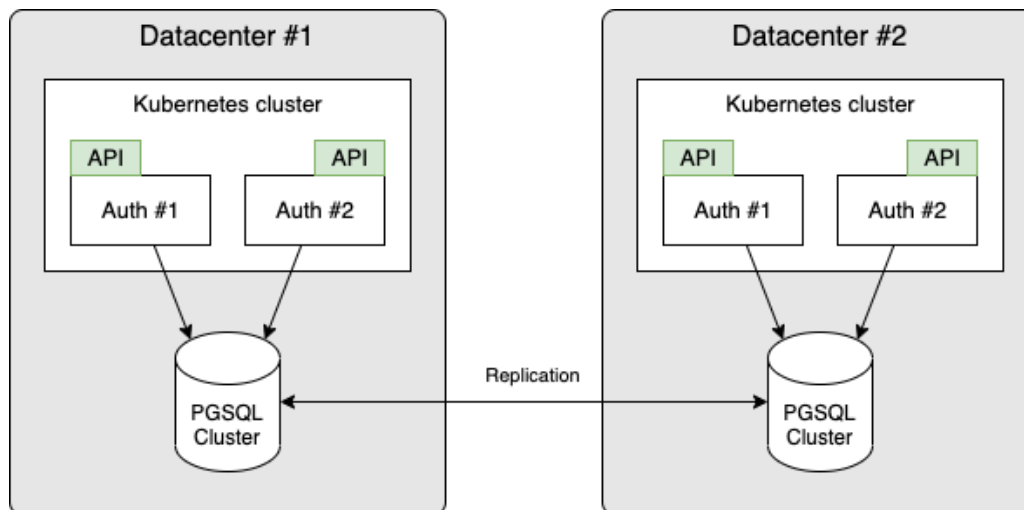 Datacenter #1
Kubernetes cluster
API
API
Auth #1
Auth #2
PGSQL
Cluster
Replication
Datacenter #2
Kubernetes cluster
API
API
Auth #1
Auth #2
PGSQL
Cluster